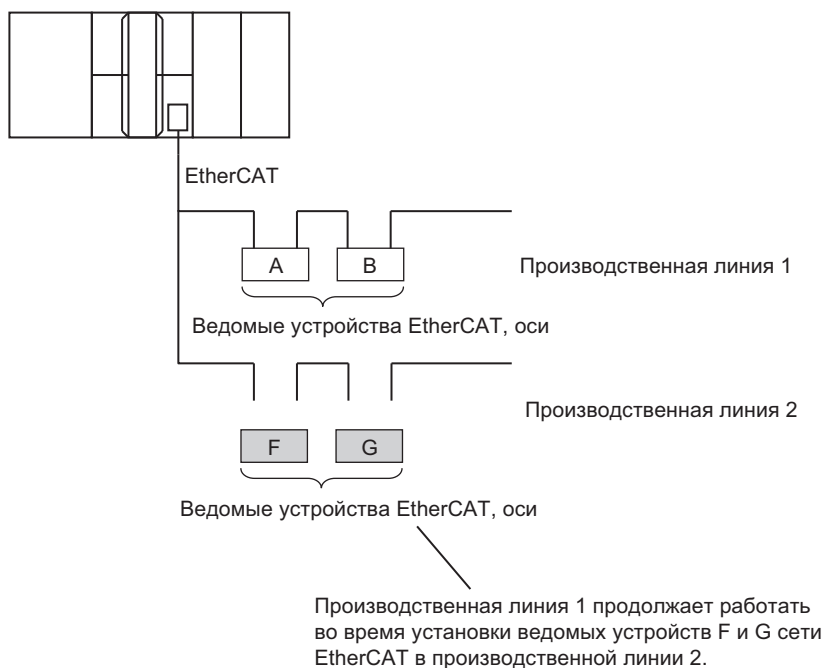 EtherCAT
A
B
Производственная линия 1
Ведомые устройства EtherCAT, оси
Производственная линия 2
F
G
Ведомые устройства EtherCAT, оси
Производственная линия 1 продолжает работать
во время установки ведомых устройств F и G сети
EtherCAT в производственной линии 2.